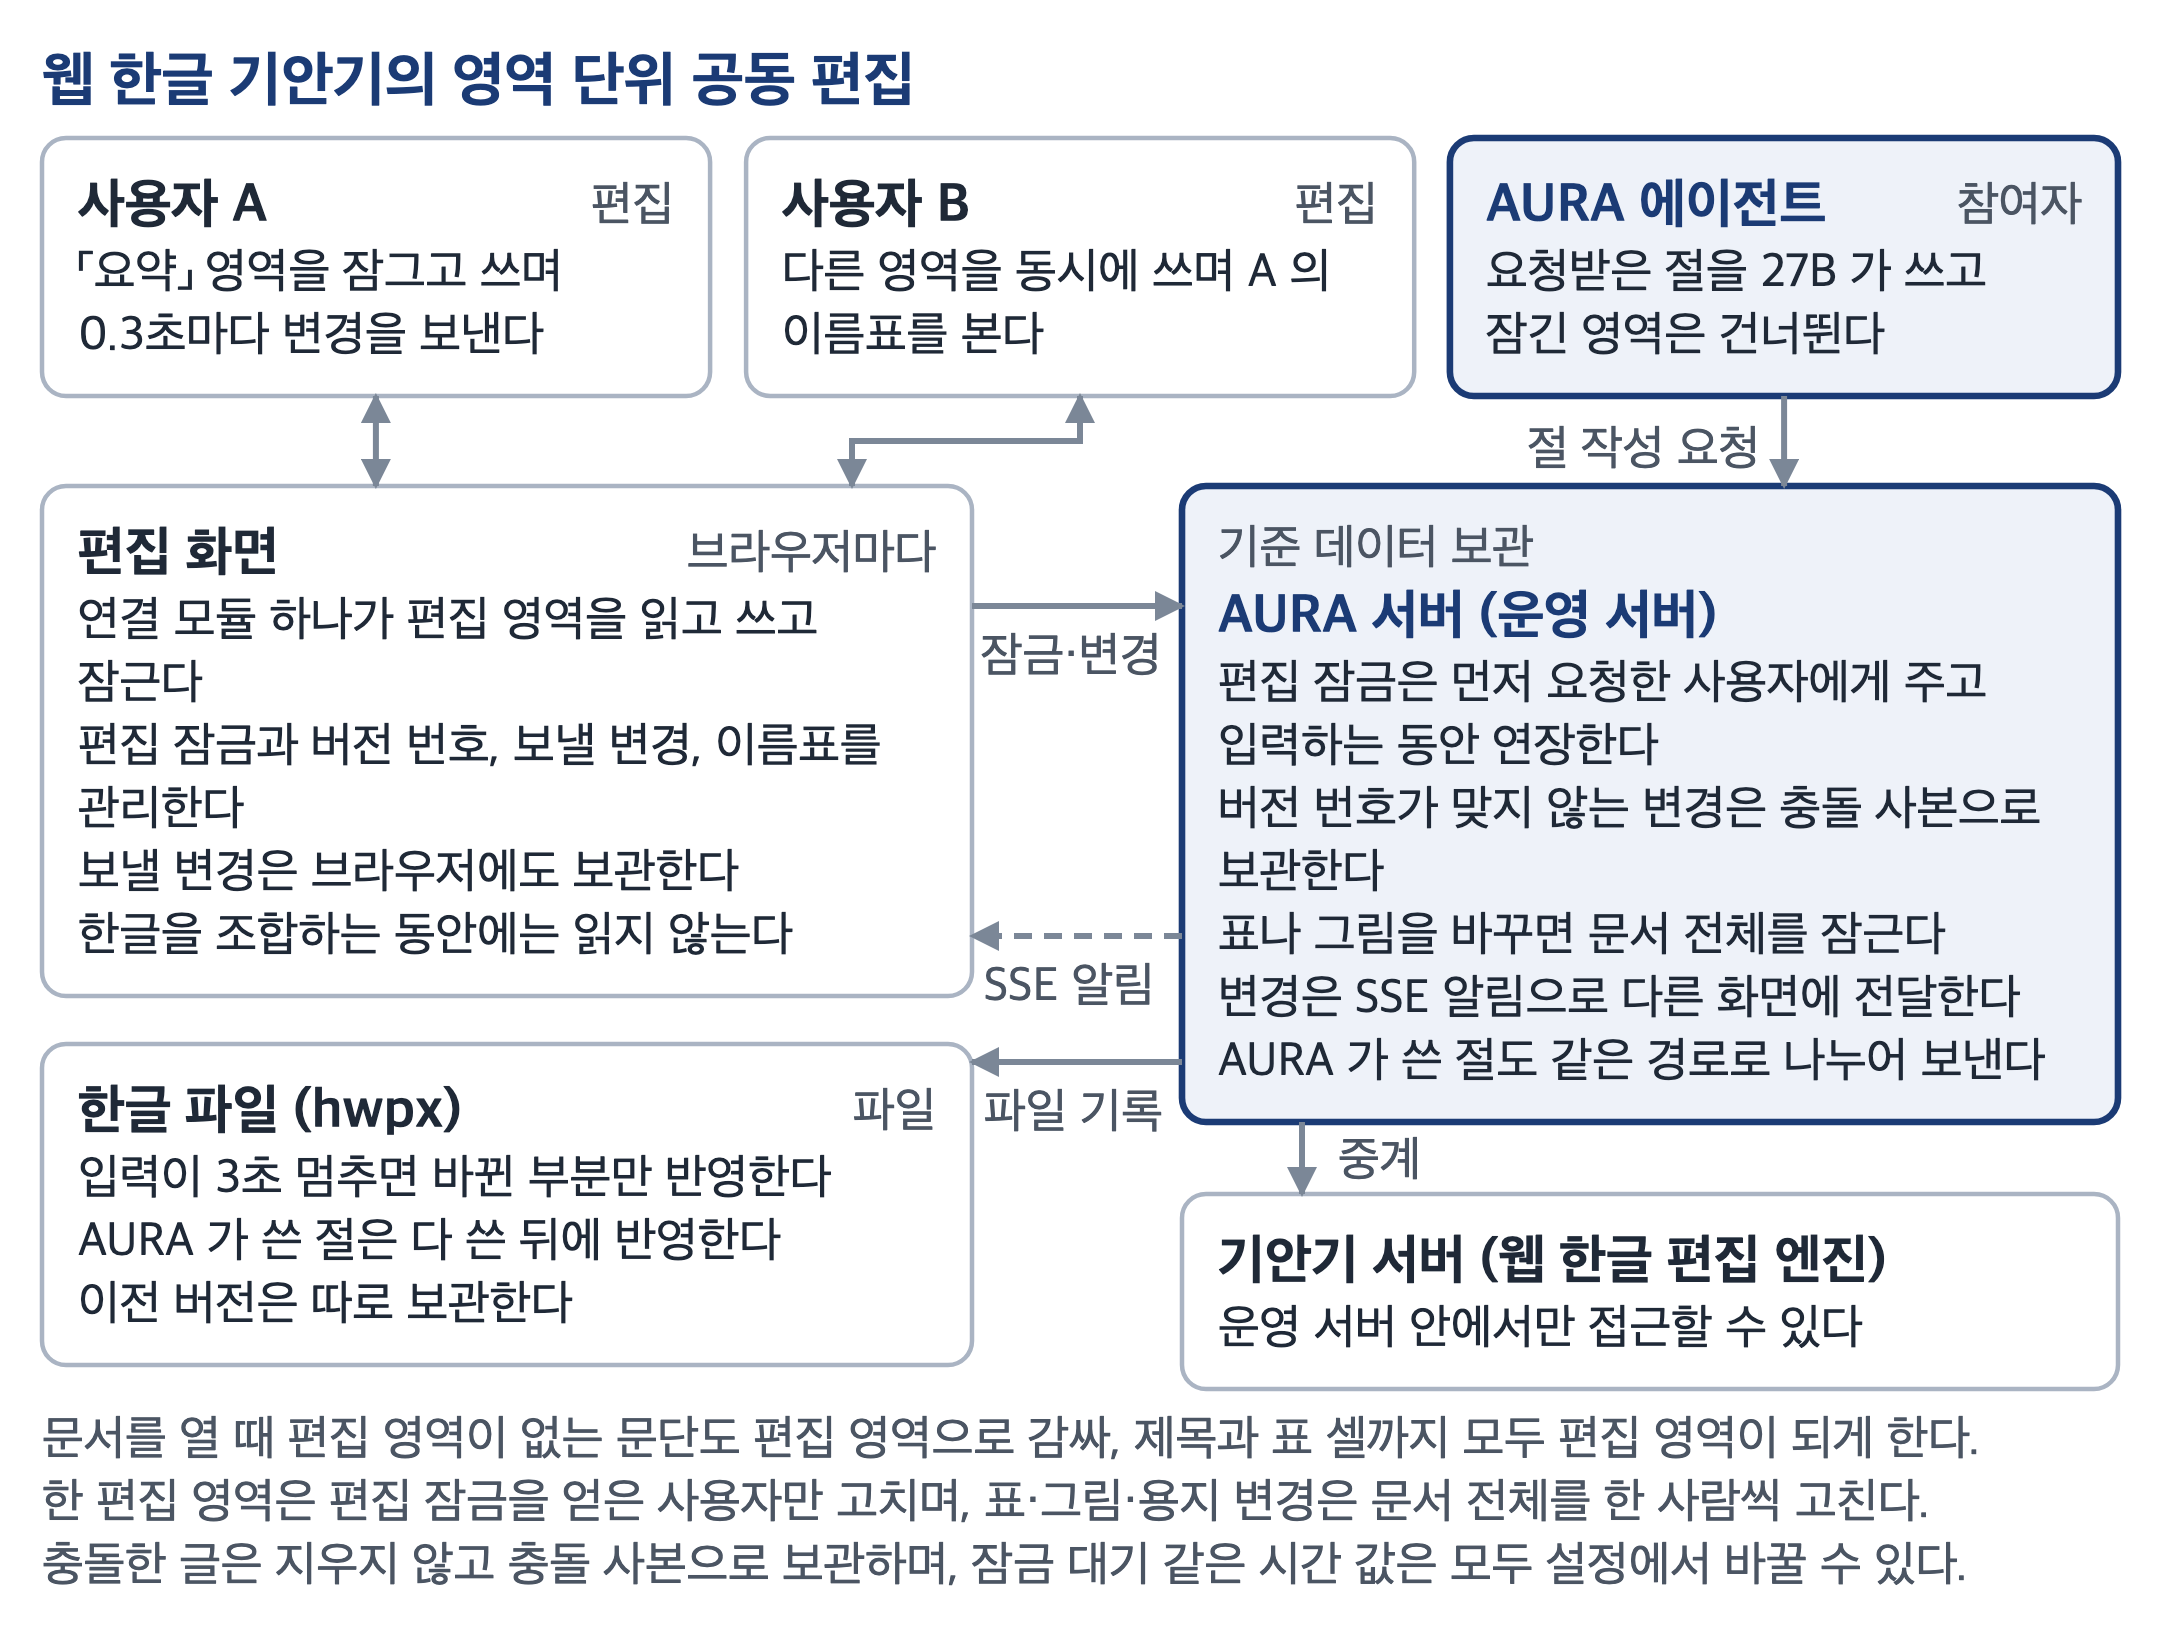 웹 한글 기안기의 영역 단위 공동 편집
사용자 A
편집
「요약」 영역을 잠그고 쓰며
0.3초마다 변경을 보낸다
사용자 B
편집
다른 영역을 동시에 쓰며 A 의
이름표를 본다
AURA 에이전트
참여자
요청받은 절을 27B 가 쓰고
잠긴 영역은 건너뛴다
절 작성 요청
편집 화면
브라우저마다
연결 모듈 하나가 편집 영역을 읽고 쓰고
잠근다
편집 잠금과 버전 번호, 보낼 변경, 이름표를
관리한다
보낼 변경은 브라우저에도 보관한다
한글을 조합하는 동안에는 읽지 않는다
잠금·변경
SSE 알림
기준 데이터 보관
AURA 서버 (운영 서버)
편집 잠금은 먼저 요청한 사용자에게 주고
입력하는 동안 연장한다
버전 번호가 맞지 않는 변경은 충돌 사본으로
보관한다
표나 그림을 바꾸면 문서 전체를 잠근다
변경은 SSE 알림으로 다른 화면에 전달한다
AURA 가 쓴 절도 같은 경로로 나누어 보낸다
한글 파일 (hwpx)
파일
입력이 3초 멈추면 바뀐 부분만 반영한다
AURA 가 쓴 절은 다 쓴 뒤에 반영한다
이전 버전은 따로 보관한다
파일 기록
중계
기안기 서버 (웹 한글 편집 엔진)
운영 서버 안에서만 접근할 수 있다
문서를 열 때 편집 영역이 없는 문단도 편집 영역으로 감싸, 제목과 표 셀까지 모두 편집 영역이 되게 한다.
한 편집 영역은 편집 잠금을 얻은 사용자만 고치며, 표·그림·용지 변경은 문서 전체를 한 사람씩 고친다.
충돌한 글은 지우지 않고 충돌 사본으로 보관하며, 잠금 대기 같은 시간 값은 모두 설정에서 바꿀 수 있다.